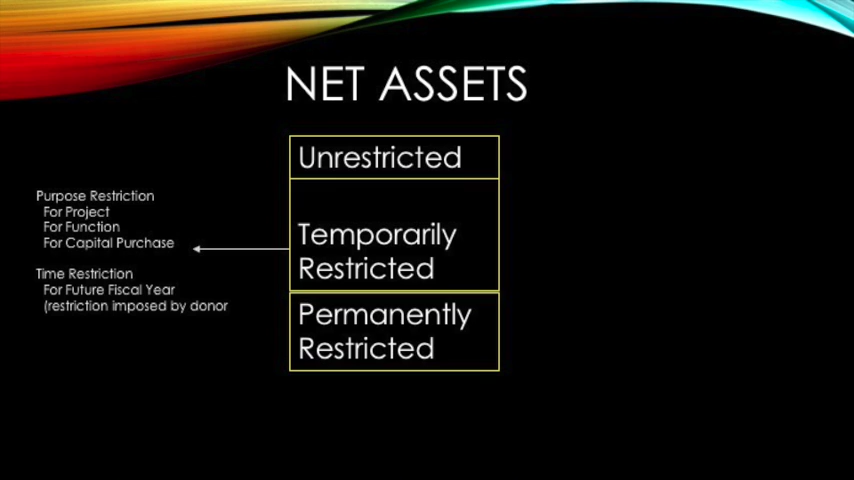 NET ASSETS
Unrestricted
Purpose Restriction
For Project
For Function
For Capital Purchase
Time Restriction
For Future Fiscal Year
(restriction imposed by donor
Temporarily
Restricted
Permanently
Restricted